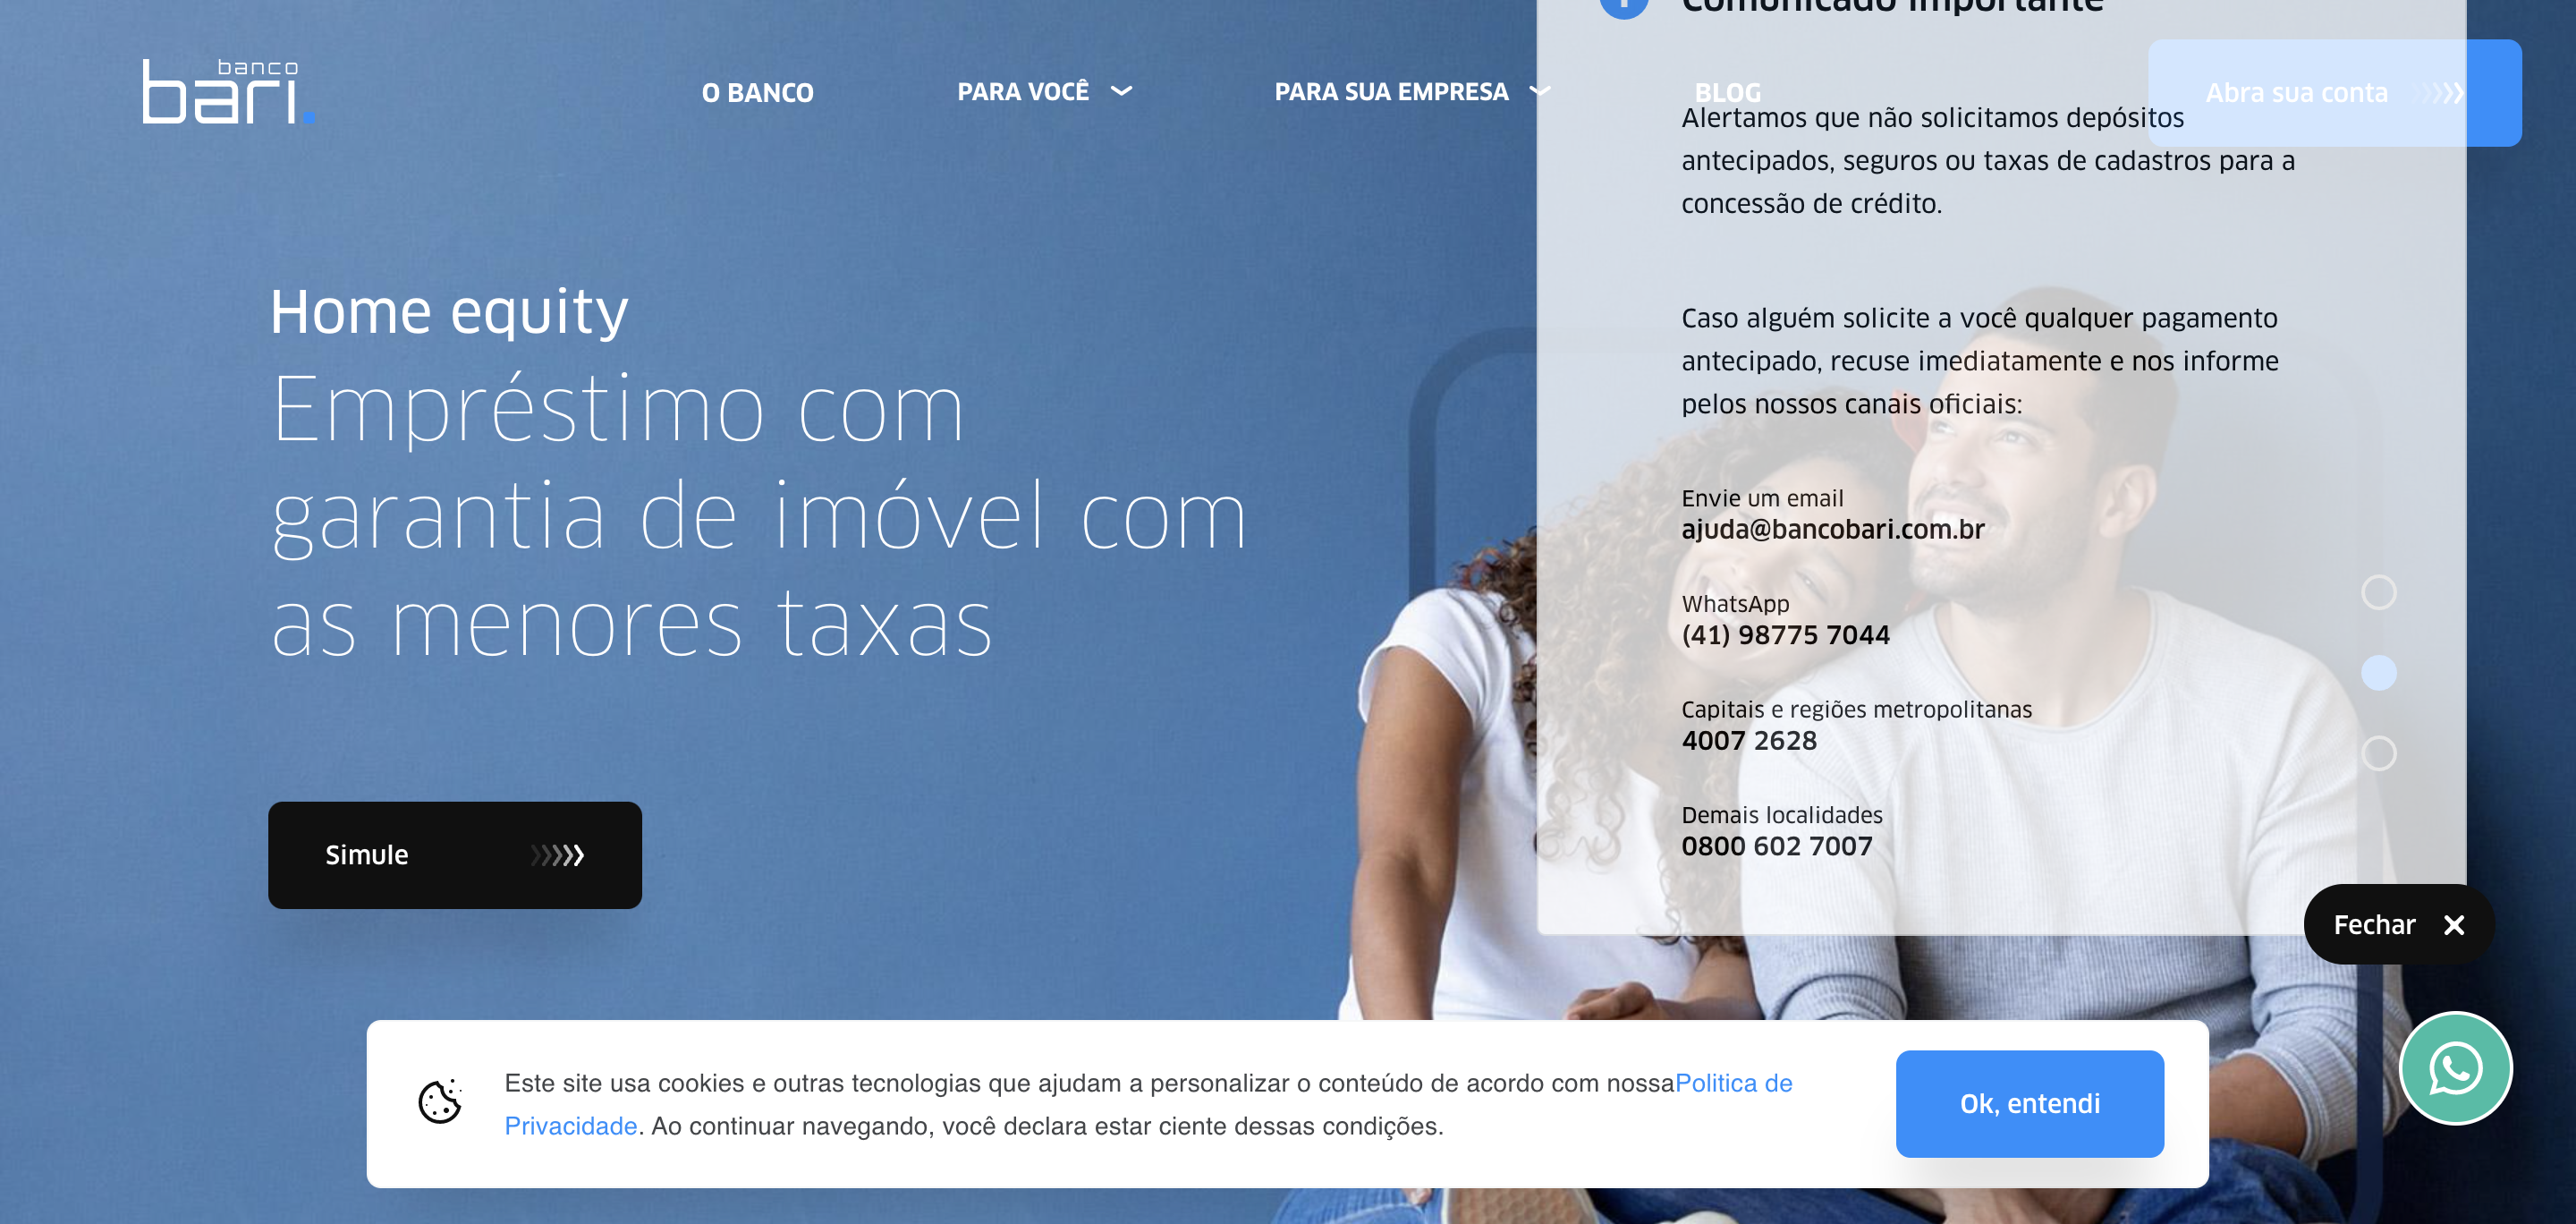 banco
bari.
O BANCO
PARA VOCÊ
PARA SUA EMPRESA
BLOG
Abra sua conta
Home equity
Empréstimo com
garantia de imóvel com
as menores taxas
Simule
Comunicado importante
Alertamos que não solicitamos depósitos
antecipados, seguros ou taxas de cadastros para a
concessão de crédito.
Caso alguém solicite a você qualquer pagamento
antecipado, recuse imediatamente e nos informe
pelos nossos canais oficiais:
Envie um email
ajuda@bancobari.com.br
WhatsApp
(41) 98775 7044
Capitais e regiões metropolitanas
4007 2628
Demais localidades
0800 602 7007
Fechar
Este site usa cookies e outras tecnologias que ajudam a personalizar o conteúdo de acordo com nossaPolitica de
Privacidade. Ao continuar navegando, você declara estar ciente dessas condições.
Ok, entendi